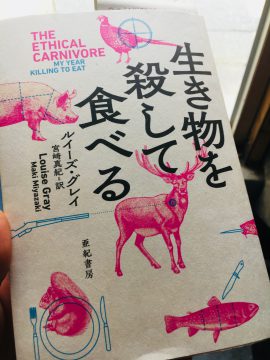 THE
ETHICAL
CARNIVORE
MY YEAR
KILLING TO EAT
生き物を
殺して
食べる
ルイーズ・グレイ
宮﨑真紀=訳
Louise Gray
Maki Miyazaki
亜紀書房